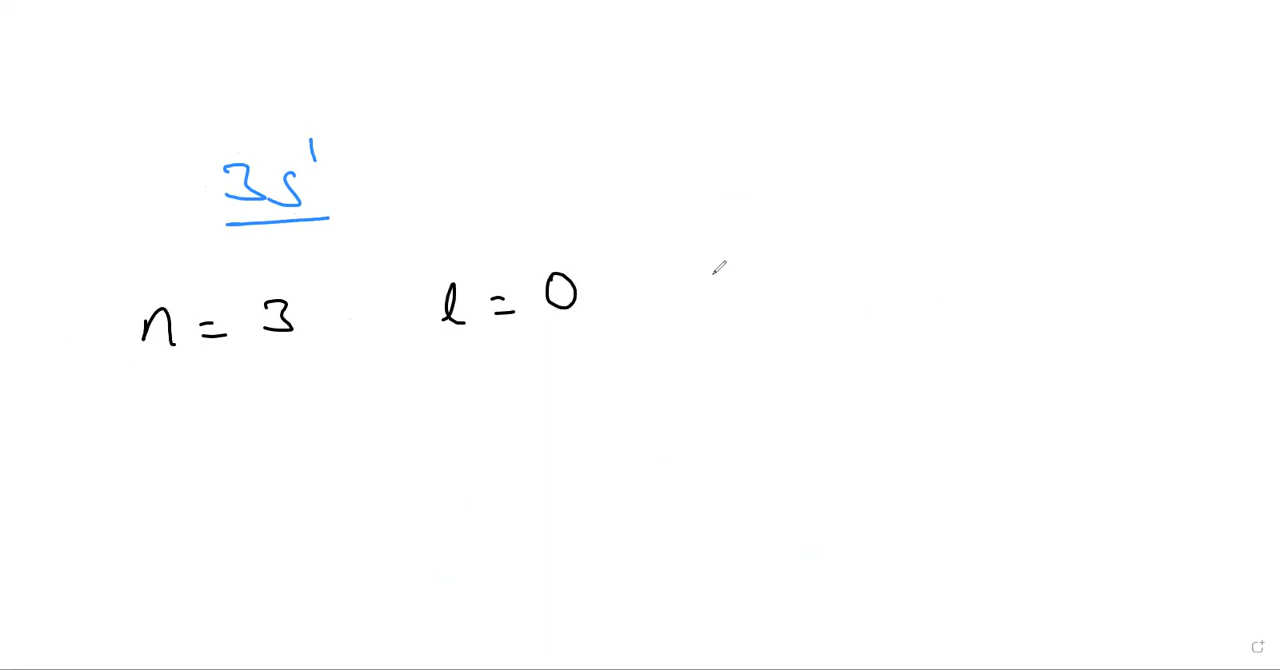 3s¹
n = 3 l = 0